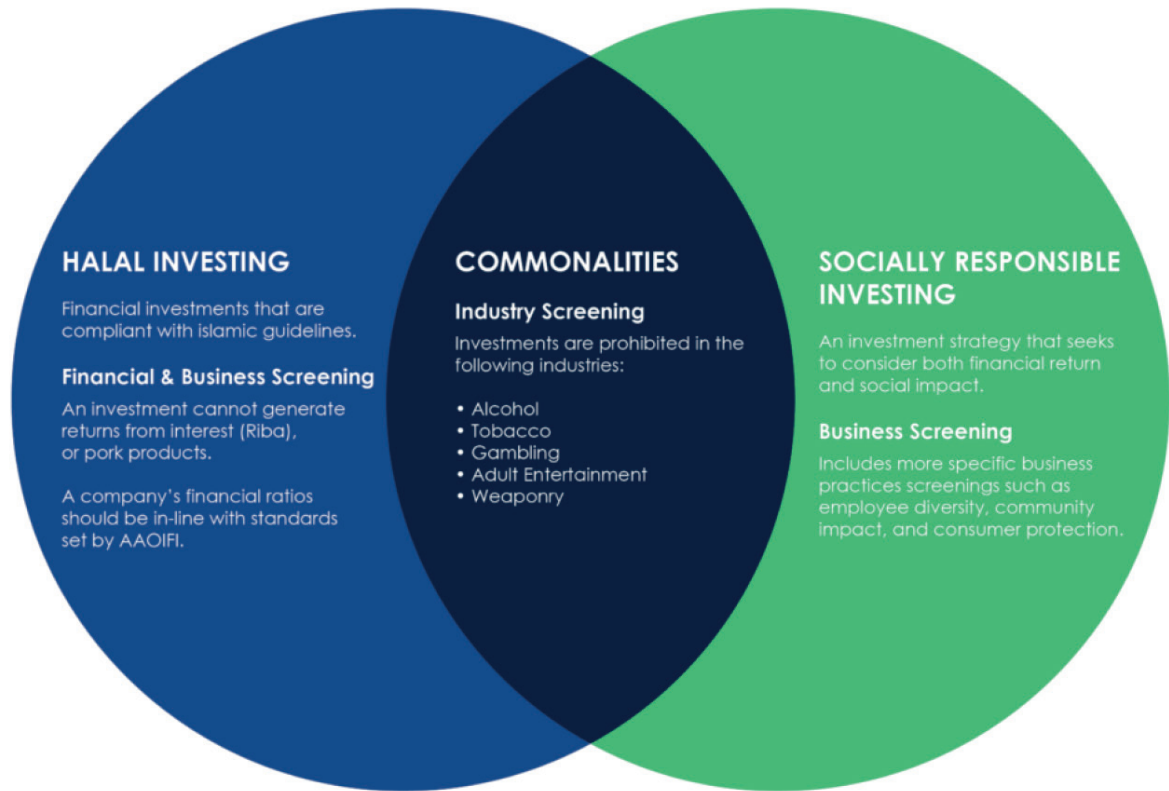 HALAL INVESTING
Financial investments that are
compliant with islamic guidelines.
Financial & Business Screening
An investment cannot generate
returns from interest (Riba),
or pork products.
A company's financial ratios
should be in-line with standards
set by AAOIFI.
COMMONALITIES
Industry Screening
Investments are prohibited in the
following industries:
• Alcohol
• Tobacco
• Gambling
• Adult Entertainment
• Weaponry
SOCIALLY RESPONSIBLE
INVESTING
An investment strategy that seeks
to consider both financial return
and social impact.
Business Screening
Includes more specific business
practices screenings such as
employee diversity, community
impact, and consumer protection.